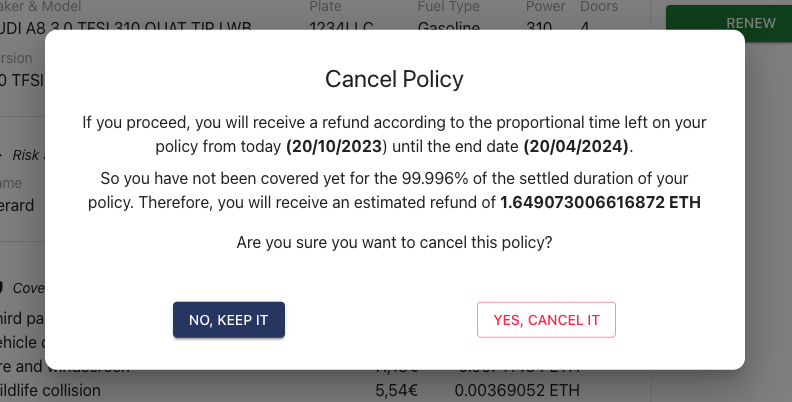 aker & Model Plate Fuel Type Power Doors
UDI A8 3.0 TFSI 310 QUAT TIP LWB 1234LLC Gasoline 310 4
RENEW
ersion
0 TFSI
Cancel Policy
If you proceed, you will receive a refund according to the proportional time left on your
policy from today (20/10/2023) until the end date (20/04/2024).
So you have not been covered yet for the 99.996% of the settled duration of your
policy. Therefore, you will receive an estimated refund of 1.649073006616872 ETH
Are you sure you want to cancel this policy?
NO, KEEP IT YES, CANCEL IT
Risk
ame
erard
Cove
hird pa
ehicle
re and windscreen
ildlife collision 5,54€ 0.00369052 ETH